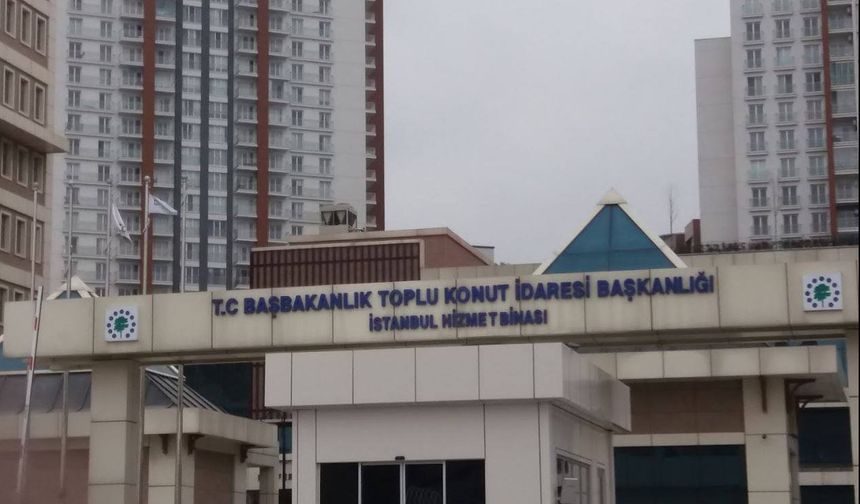 T.C BAŞBAKANLIK TOPLU KONUT İDARESİ BAŞKANLIĞI
İSTANBUL HİZMET BİNASI